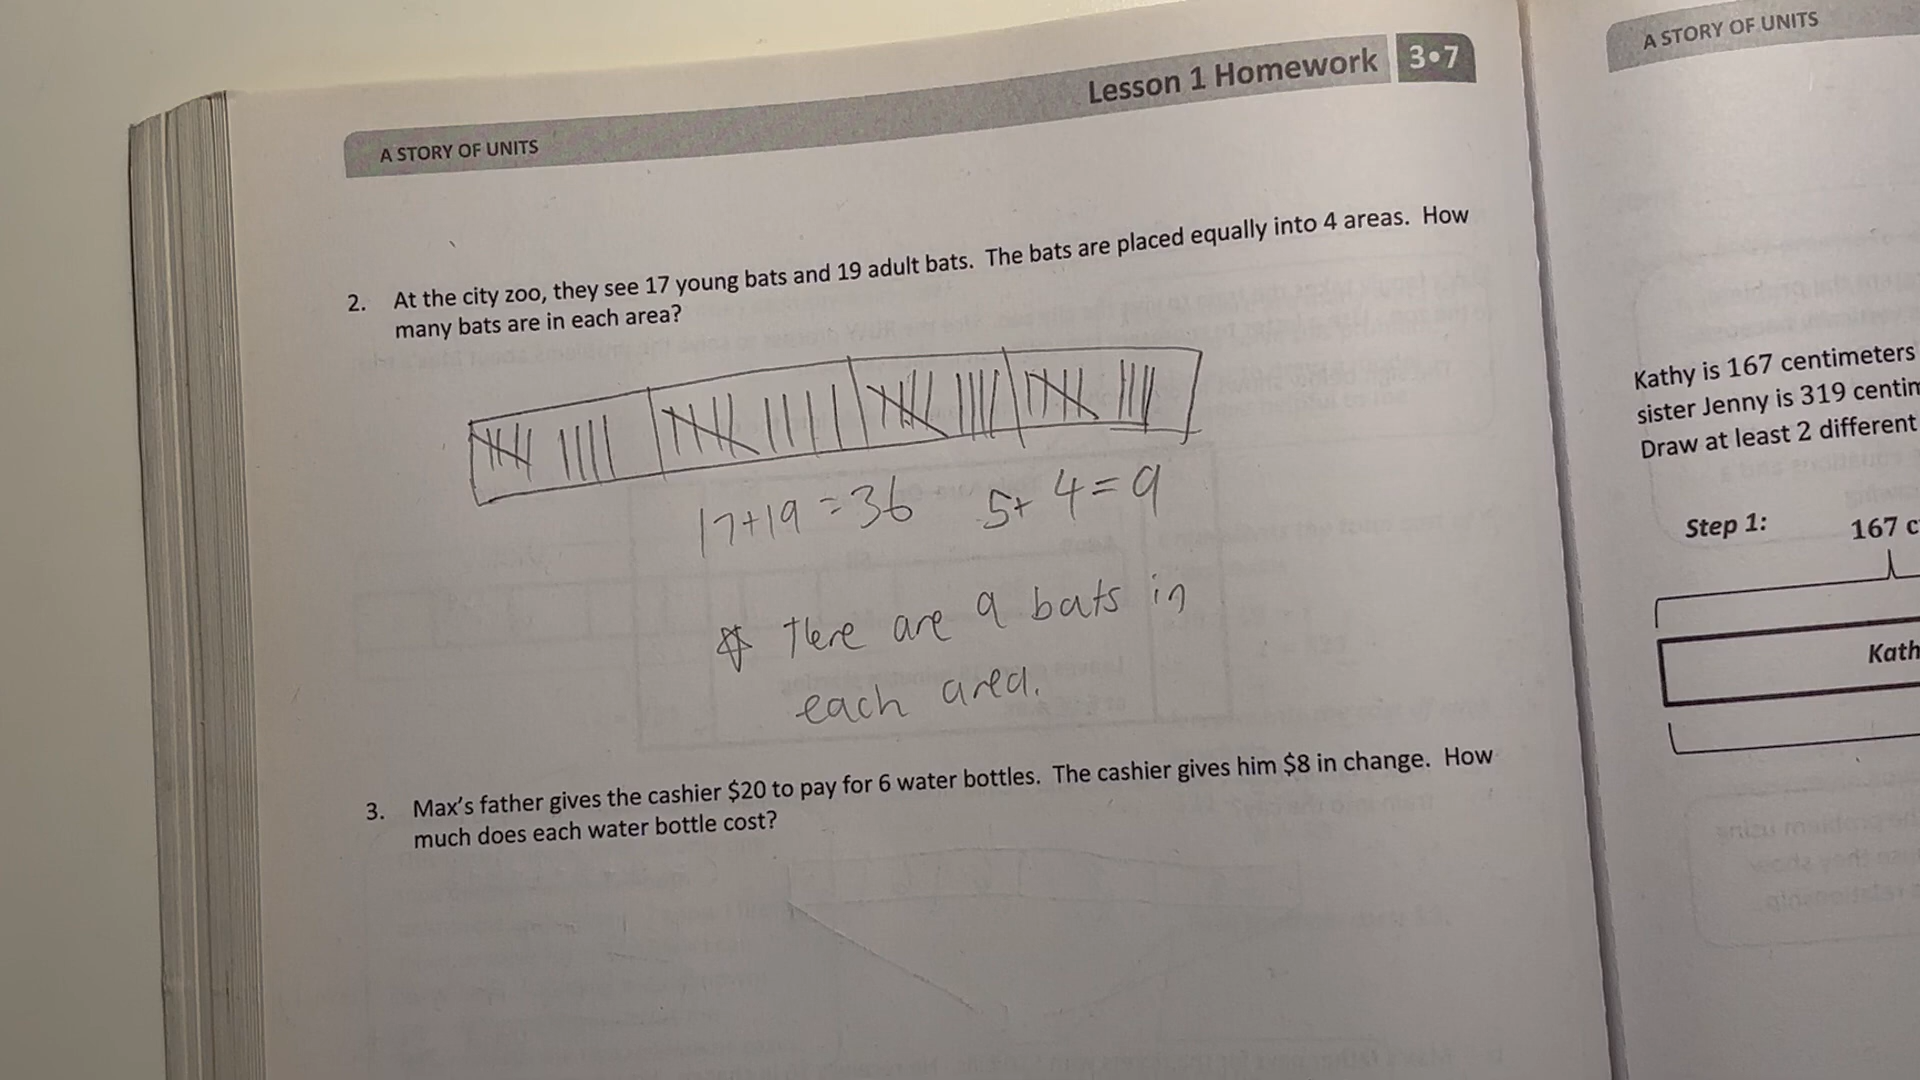 Lesson 1 Homework 3•7
A STORY OF UNITS
2. At the city zoo, they see 17 young bats and 19 adult bats. The bats are placed equally into 4 areas. How
many bats are in each area?
17+19=36 5+4=9
There are 9 bats in
each area.
3. Max's father gives the cashier $20 to pay for 6 water bottles. The cashier gives him $8 in change. How
much does each water bottle cost?
A STORY OF UNITS
Kathy is 167 centimeters
sister Jenny is 319
Draw at least 2 different
Step 1: 167